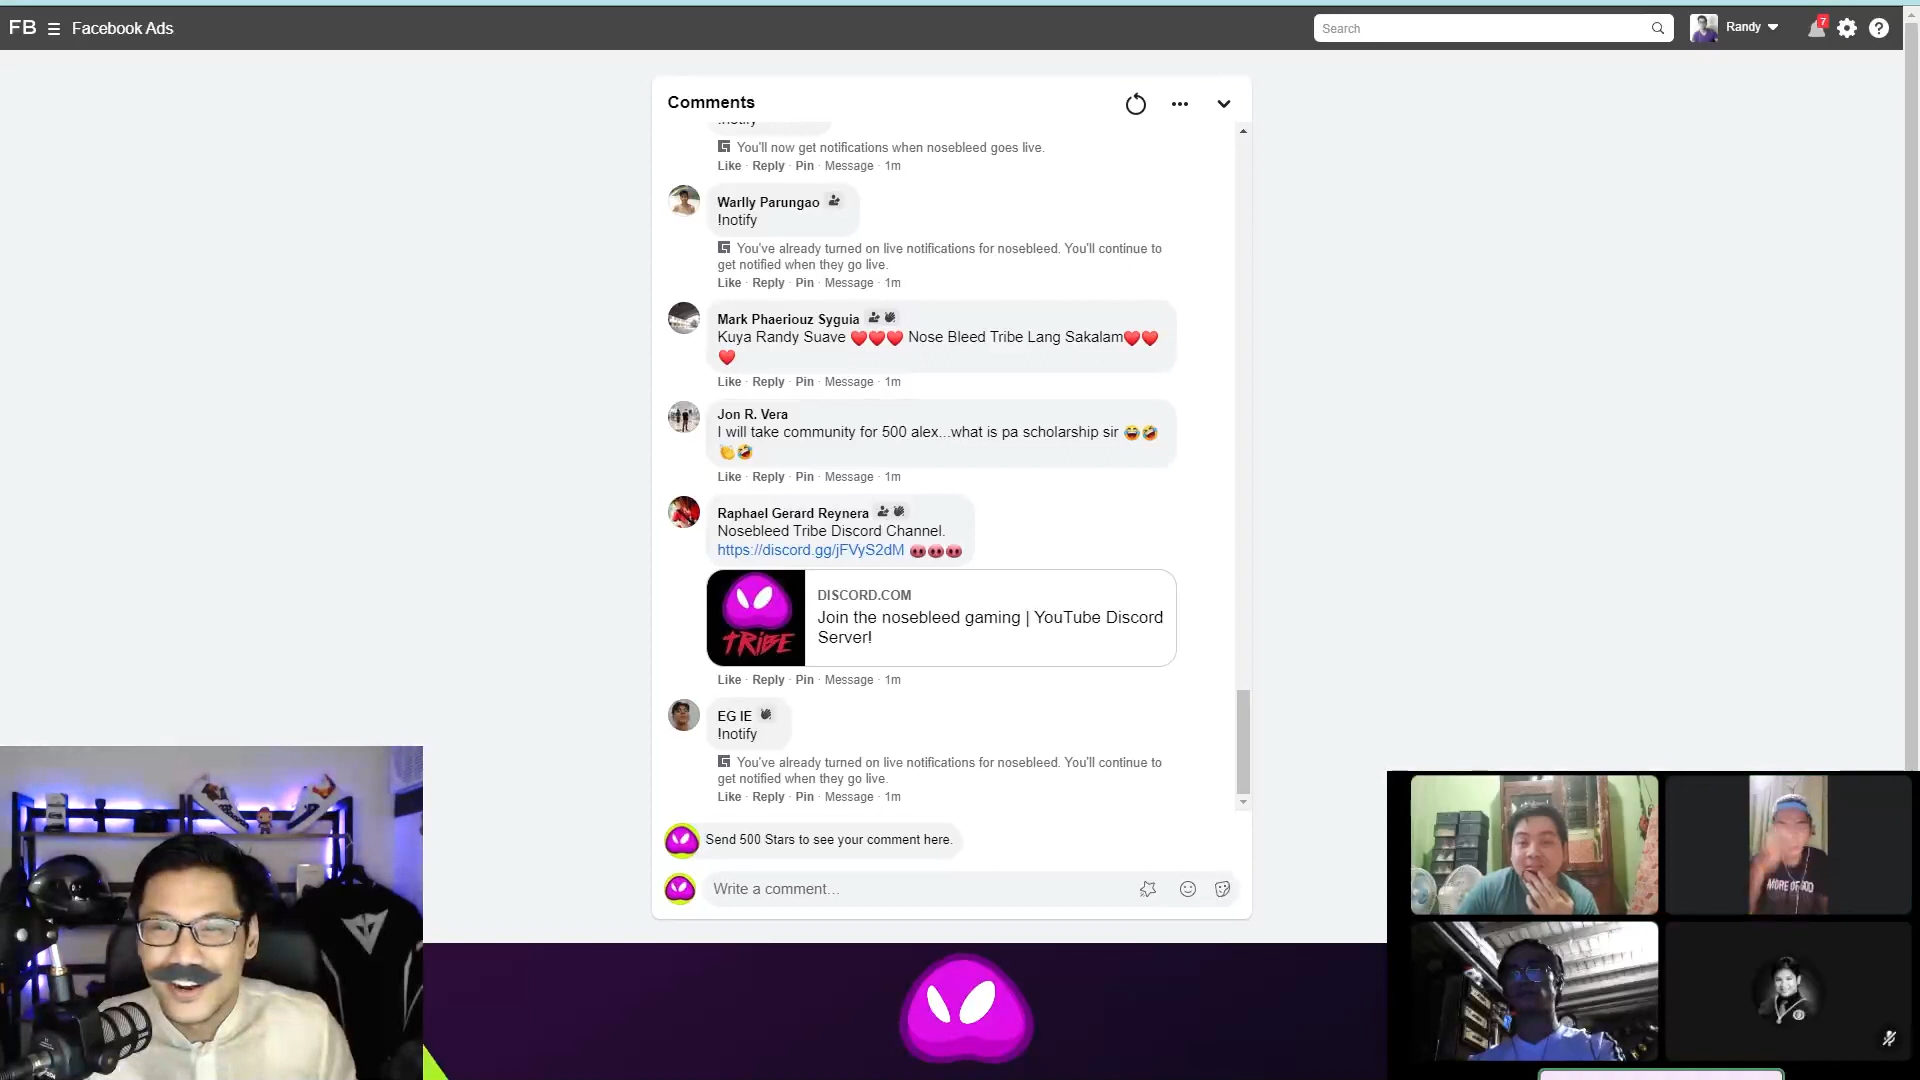 FB Facebook Ads Search Randy 7
Comments
You'll now get notifications when nosebleed goes live.
Like · Reply · Pin · Message · 1m
Warlly Parungao
!notify
You've already turned on live notifications for nosebleed. You'll continue to
get notified when they go live.
Like · Reply · Pin · Message · 1m
Mark Phaeriouz Syguia
Kuya Randy Suave ❤️❤️❤️ Nose Bleed Tribe Lang Sakalam❤️❤️
❤️
Like · Reply · Pin · Message · 1m
Jon R. Vera
I will take community for 500 alex...what is pa scholarship sir 😂🤣
👏🤣
Like · Reply · Pin · Message · 1m
Raphael Gerard Reynera
Nosebleed Tribe Discord Channel.
https://discord.gg/jFVyS2dM 🐽🐽🐽
TRIBE
DISCORD.COM
Join the nosebleed gaming | YouTube Discord
Server!
Like · Reply · Pin · Message · 1m
EG IE
!notify
You've already turned on live notifications for nosebleed. You'll continue to
get notified when they go live.
Like · Reply · Pin · Message · 1m
Send 500 Stars to see your comment here.
Write a comment...